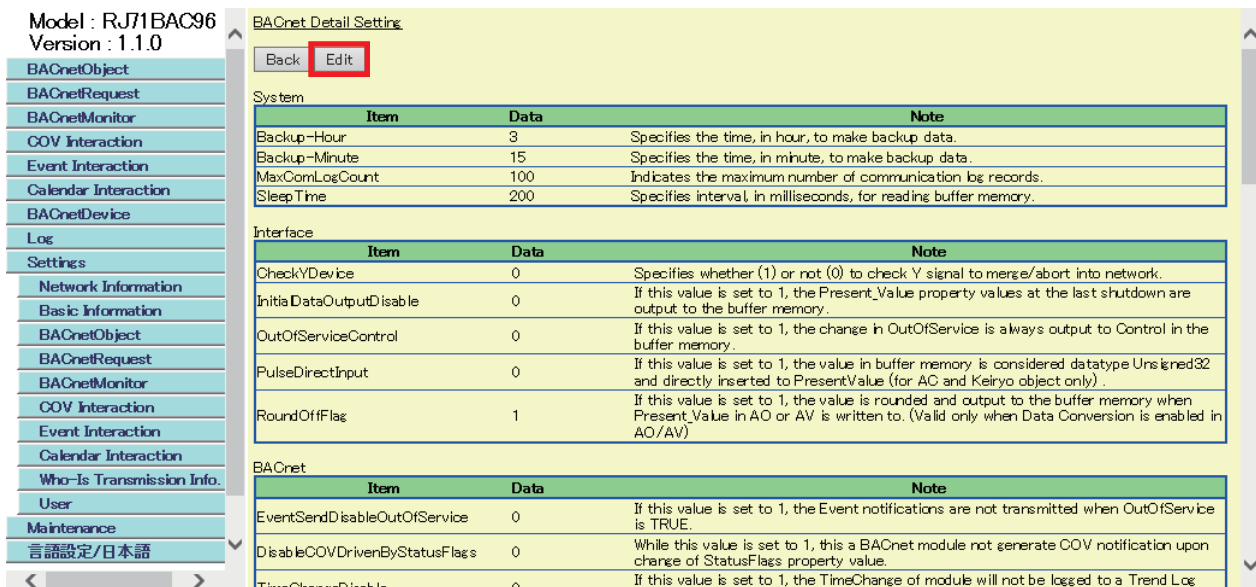 Model : RJ71BAC96
Version : 1.1.0
BACnetObject
BACnetRequest
BACnetMonitor
COV Interaction
Event Interaction
Calendar Interaction
BACnetDevice
Log
Settings
Network Information
Basic Information
BACnetObject
BACnetRequest
BACnetMonitor
COV Interaction
Event Interaction
Calendar Interaction
Who-Is Transmission Info.
User
Maintenance
言語設定/日本語
BACnet Detail Setting
Back Edit
System
Item Data Note
Backup-Hour 3 Specifies the time, in hour, to make backup data.
Backup-Minute 15 Specifies the time, in minute, to make backup data.
MaxComLogCount 100 Indicates the maximum number of communication log records.
SleepTime 200 Specifies interval, in milliseconds, for reading buffer memory.
Interface
Item Data Note
CheckYDevice 0 Specifies whether (1) or not (0) to check Y signal to merge/abort into network.
InitialDataOutputDisable 0 If this value is set to 1, the Present_Value property values at the last shutdown are
output to the buffer memory.
OutOfServiceControl 0 If this value is set to 1, the change in OutOfService is always output to Control in the
buffer memory.
PulseDirectInput 0 If this value is set to 1, the value in buffer memory is considered datatype Unsigned32
and directly inserted to PresentValue (for AC and Keiryo object only) .
RoundOffFlag 1 If this value is set to 1, the value is rounded and output to the buffer memory when
Present_Value in AO or AV is written to. (Valid only when Data Conversion is enabled in
AO/AV)
BACnet
Item Data Note
EventSendDisableOutOfService 0 If this value is set to 1, the Event notifications are not transmitted when OutOfService
is TRUE.
DisableCOVDrivenByStatusFlags 0 While this value is set to 1, this a BACnet module not generate COV notification upon
change of StatusFlags property value.
TimeChangeDisable 0 If this value is set to 1, the TimeChange of module will not be logged to a Trend Log